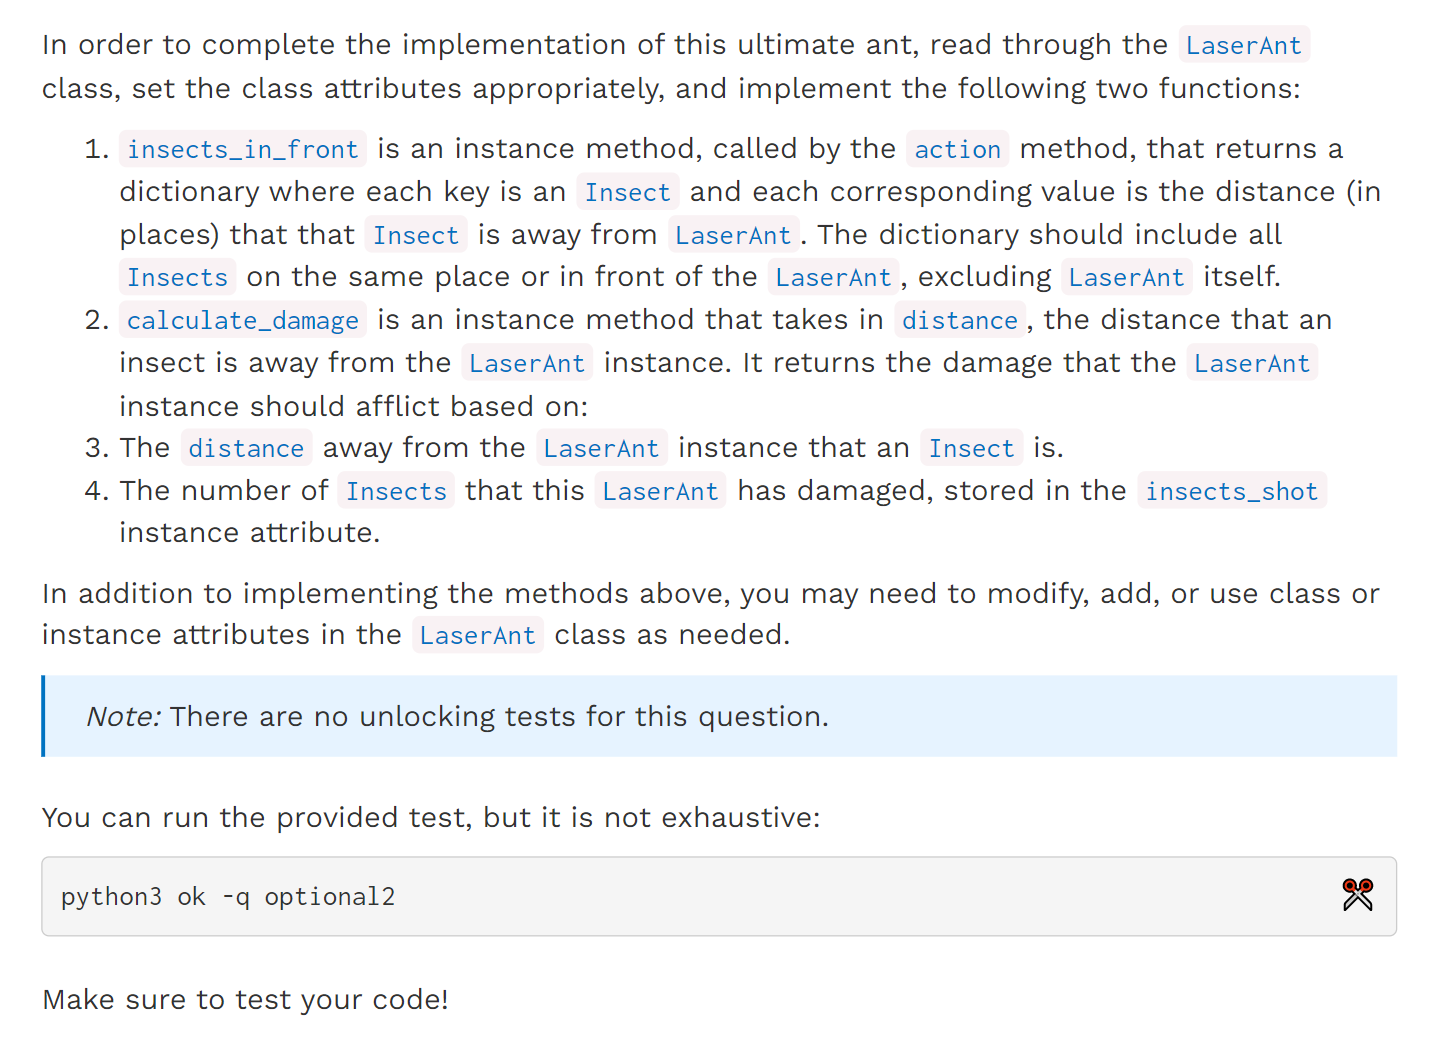 In order to complete the implementation of this ultimate ant, read through the LaserAnt
class, set the class attributes appropriately, and implement the following two functions:
1. insects_in_front is an instance method, called by the action method, that returns a
dictionary where each key is an Insect and each corresponding value is the distance (in
places) that that Insect is away from LaserAnt. The dictionary should include all
Insects on the same place or in front of the LaserAnt, excluding LaserAnt itself.
2. calculate_damage is an instance method that takes in distance, the distance that an
insect is away from the LaserAnt instance. It returns the damage that the LaserAnt
instance should afflict based on:
3. The distance away from the LaserAnt instance that an Insect is.
4. The number of Insects that this LaserAnt has damaged, stored in the insects_shot
instance attribute.
In addition to implementing the methods above, you may need to modify, add, or use class or
instance attributes in the LaserAnt class as needed.
Note: There are no unlocking tests for this question.
You can run the provided test, but it is not exhaustive:
python3 ok -q optional2
Make sure to test your code!